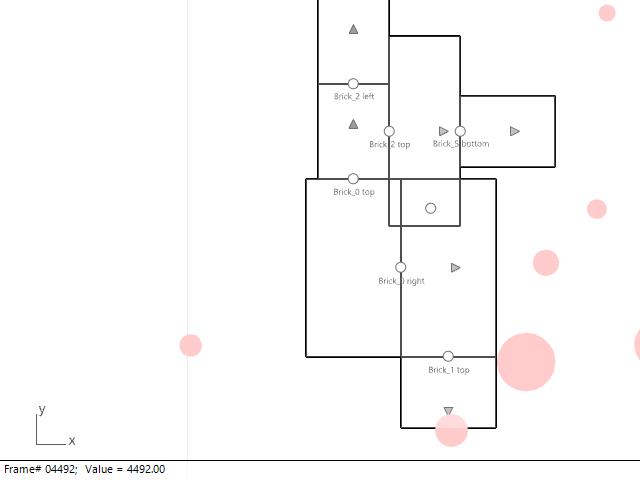 Brick_2 left
Brick_2 top
Brick_5 bottom
Brick_0 top
Brick_0 right
Brick_1 top
y
x
Frame# 04492; Value = 4492.00